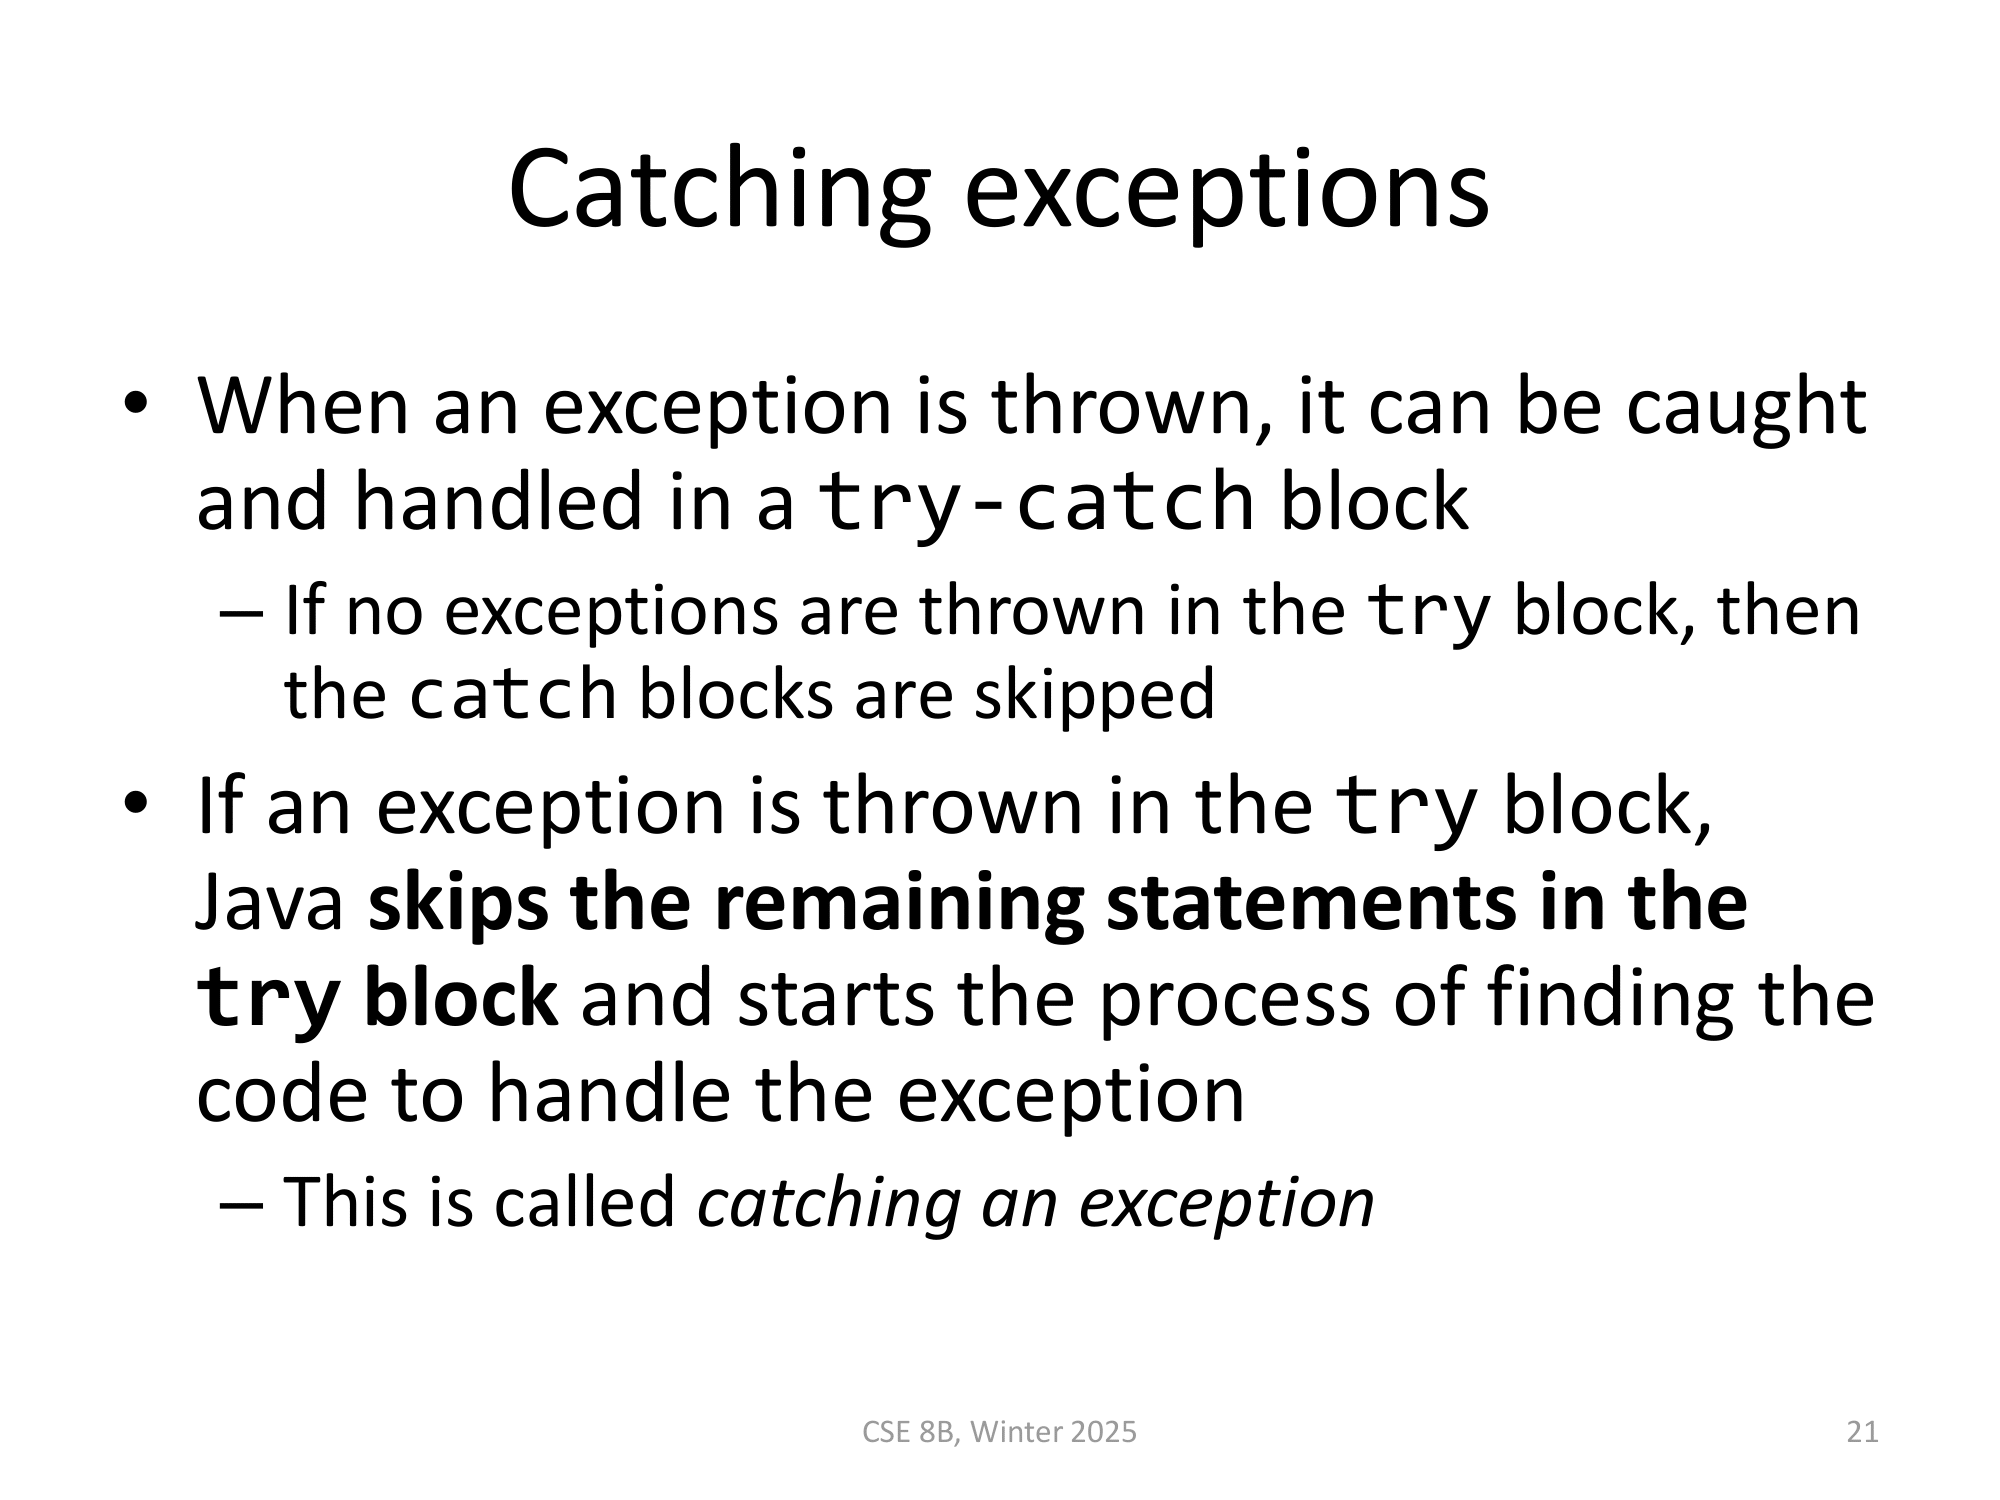 Catching exceptions
• When an exception is thrown, it can be caught
and handled in a try-catch block
– If no exceptions are thrown in the try block, then
the catch blocks are skipped
• If an exception is thrown in the try block,
Java skips the remaining statements in the
try block and starts the process of finding the
code to handle the exception
– This is called catching an exception
CSE 8B, Winter 2025
21